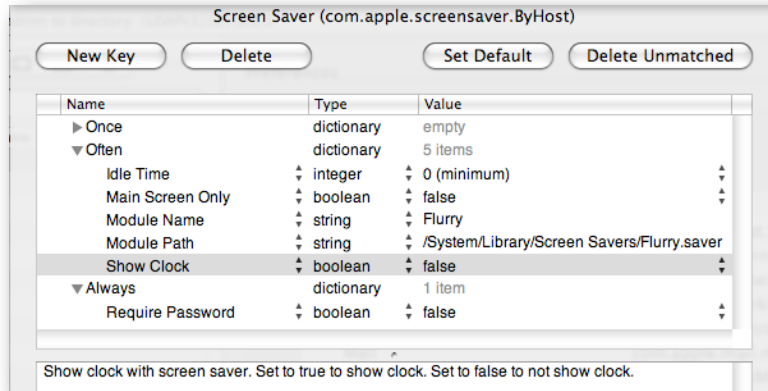 Screen Saver (com.apple.screensaver.ByHost)
New Key Delete Set Default Delete Unmatched
Name Type Value
Once dictionary empty
Often dictionary 5 items
Idle Time integer 0 (minimum)
Main Screen Only boolean false
Module Name string Flurry
Module Path string /System/Library/Screen Savers/Flurry.saver
Show Clock boolean false
Always dictionary 1 item
Require Password boolean false
Show clock with screen saver. Set to true to show clock. Set to false to not show clock.